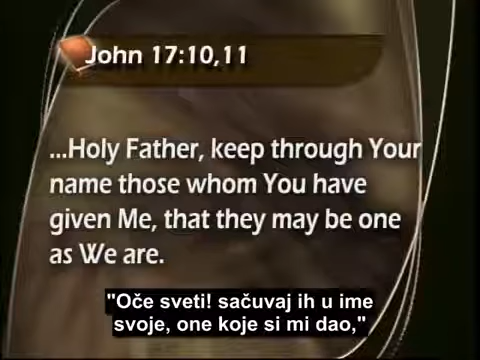 John 17:10,11
...Holy Father, keep through Your
name those whom You have
given Me, that they may be one
as We are.
"Oče sveti! sačuvaj ih u ime
svoje, one koje si mi dao,"